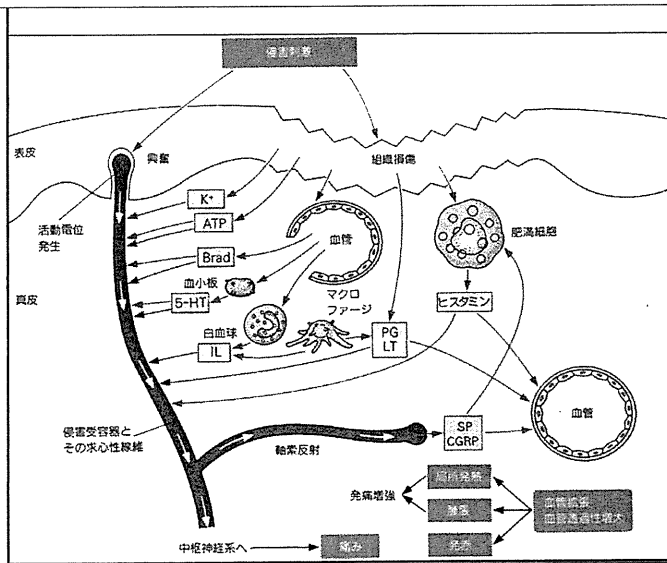 侵害刺激
表皮
興奮
組織損傷
K⁺
ATP
活動電位
発生
Brad
血管
肥満細胞
血小板
真皮
5-HT
マクロ
ファージ
ヒスタミン
白血球
IL
PG
LT
侵害受容器と
その求心性線維
軸索反射
SP
CGRP
血管
発痛増強
局所発熱
腫脹
発赤
血管拡張
血管透過性増大
中枢神経系へ
痛み